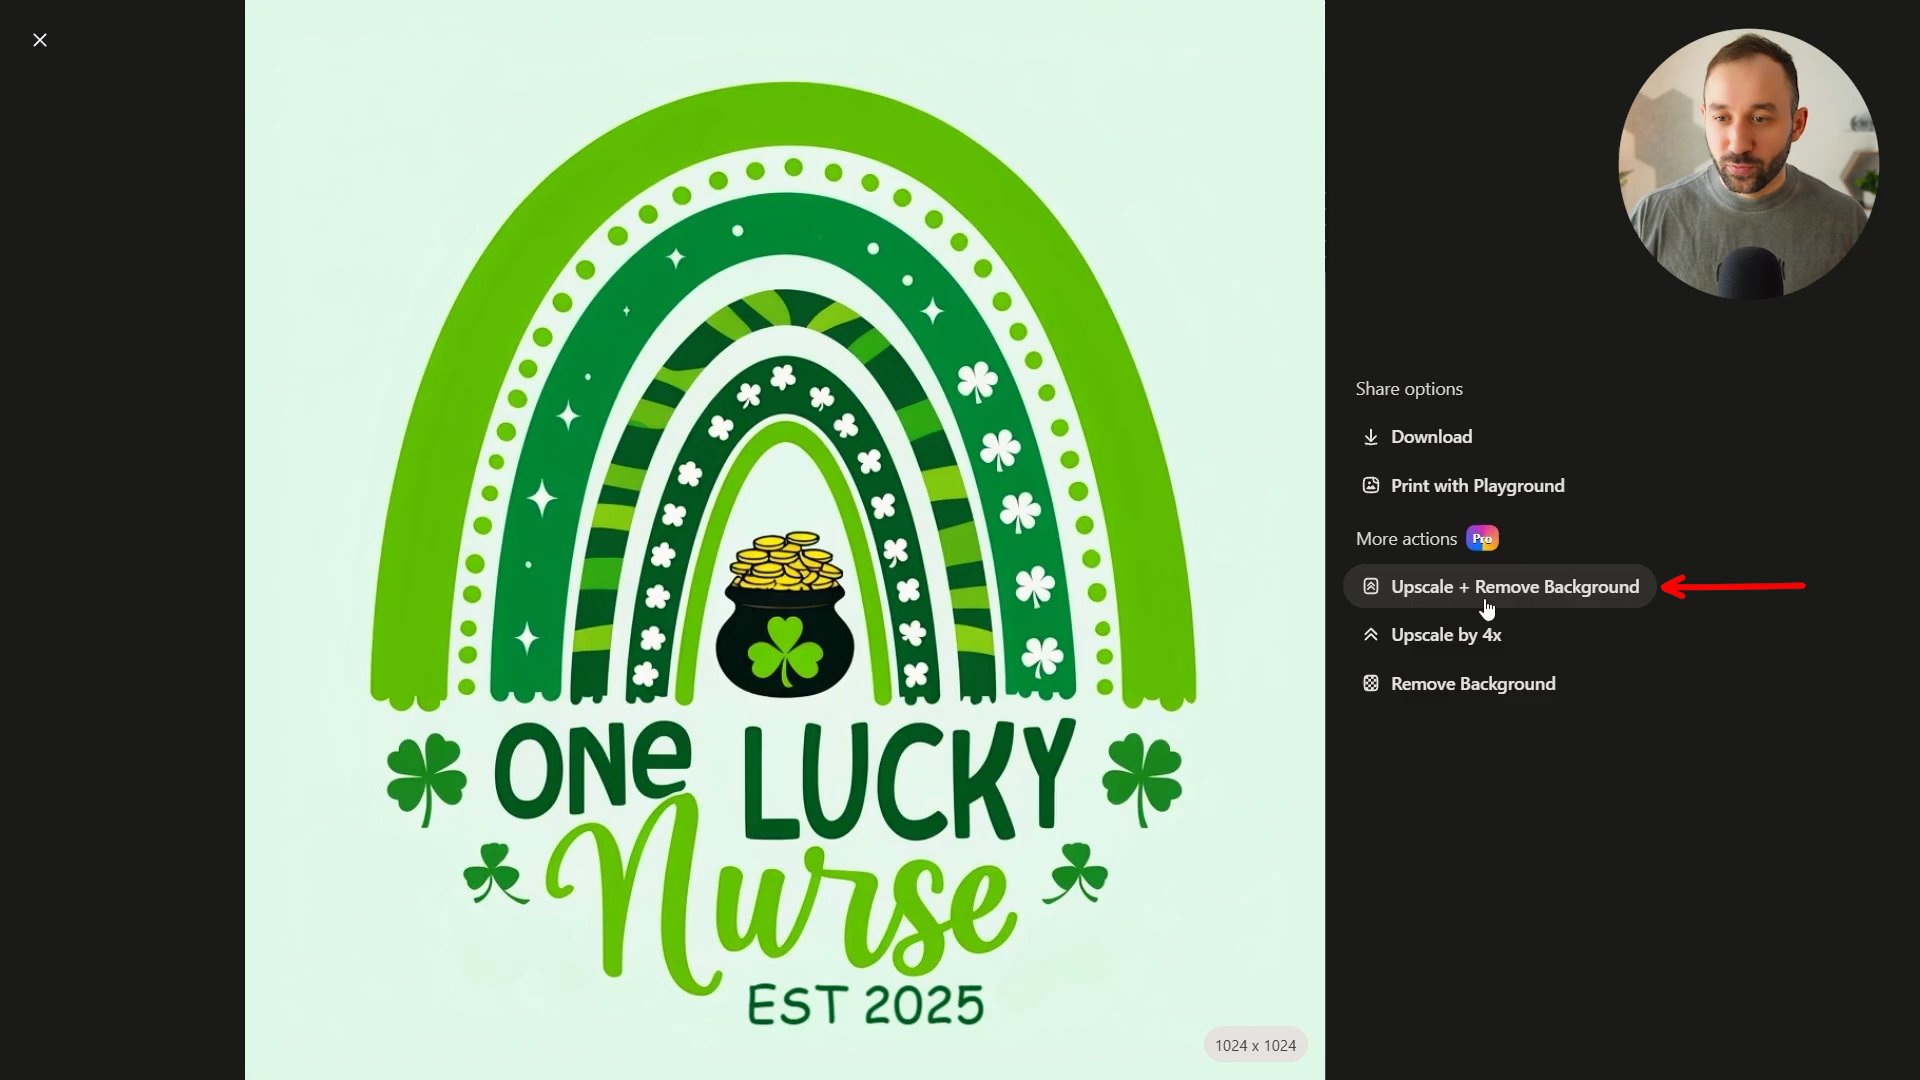 ONe LUCKY
Nurse
EST 2025
1024 x 1024
Share options
Download
Print with Playground
More actions Pro
Upscale + Remove Background
Upscale by 4x
Remove Background